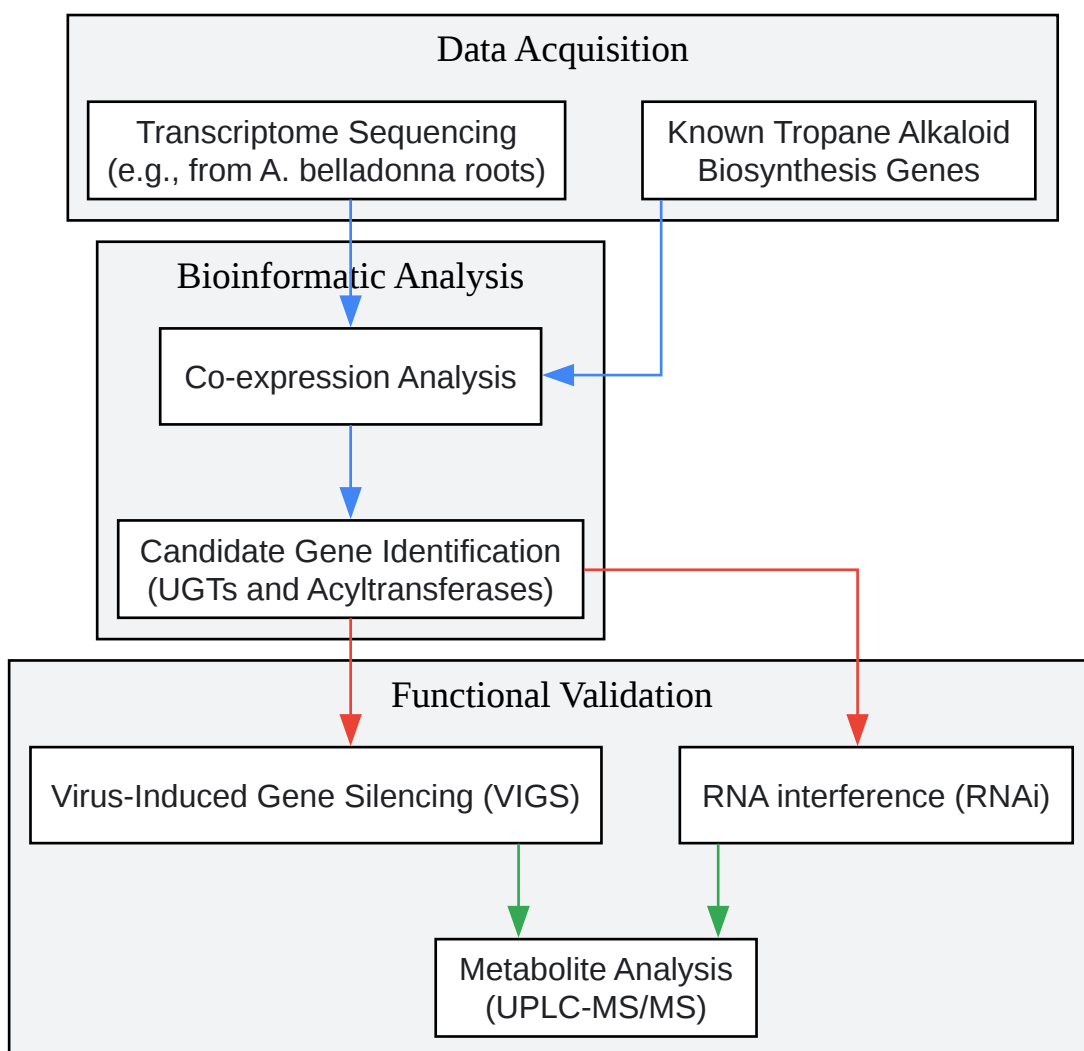 Data Acquisition
Transcriptome Sequencing
(e.g., from A. belladonna roots)
Known Tropane Alkaloid
Biosynthesis Genes
Bioinformatic Analysis
Co-expression Analysis
Candidate Gene Identification
(UGTs and Acyltransferases)
Functional Validation
Virus-Induced Gene Silencing (VIGS)
RNA interference (RNAi)
Metabolite Analysis
(UPLC-MS/MS)